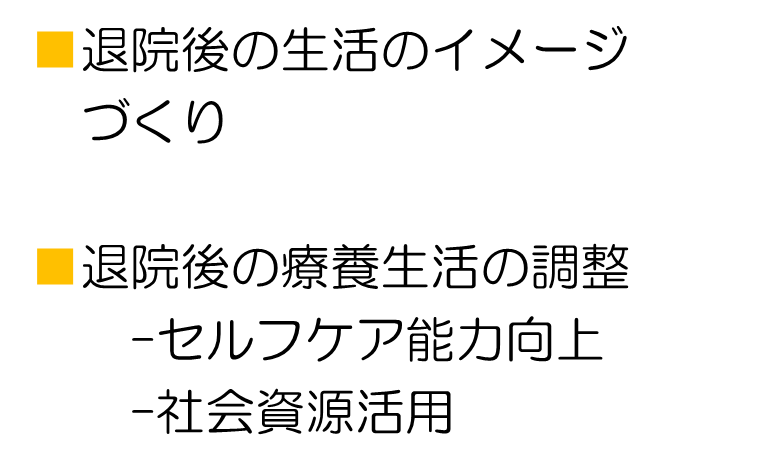 ■退院後の生活のイメージ
づくり
■退院後の療養生活の調整
-セルフケア能力向上
-社会資源活用